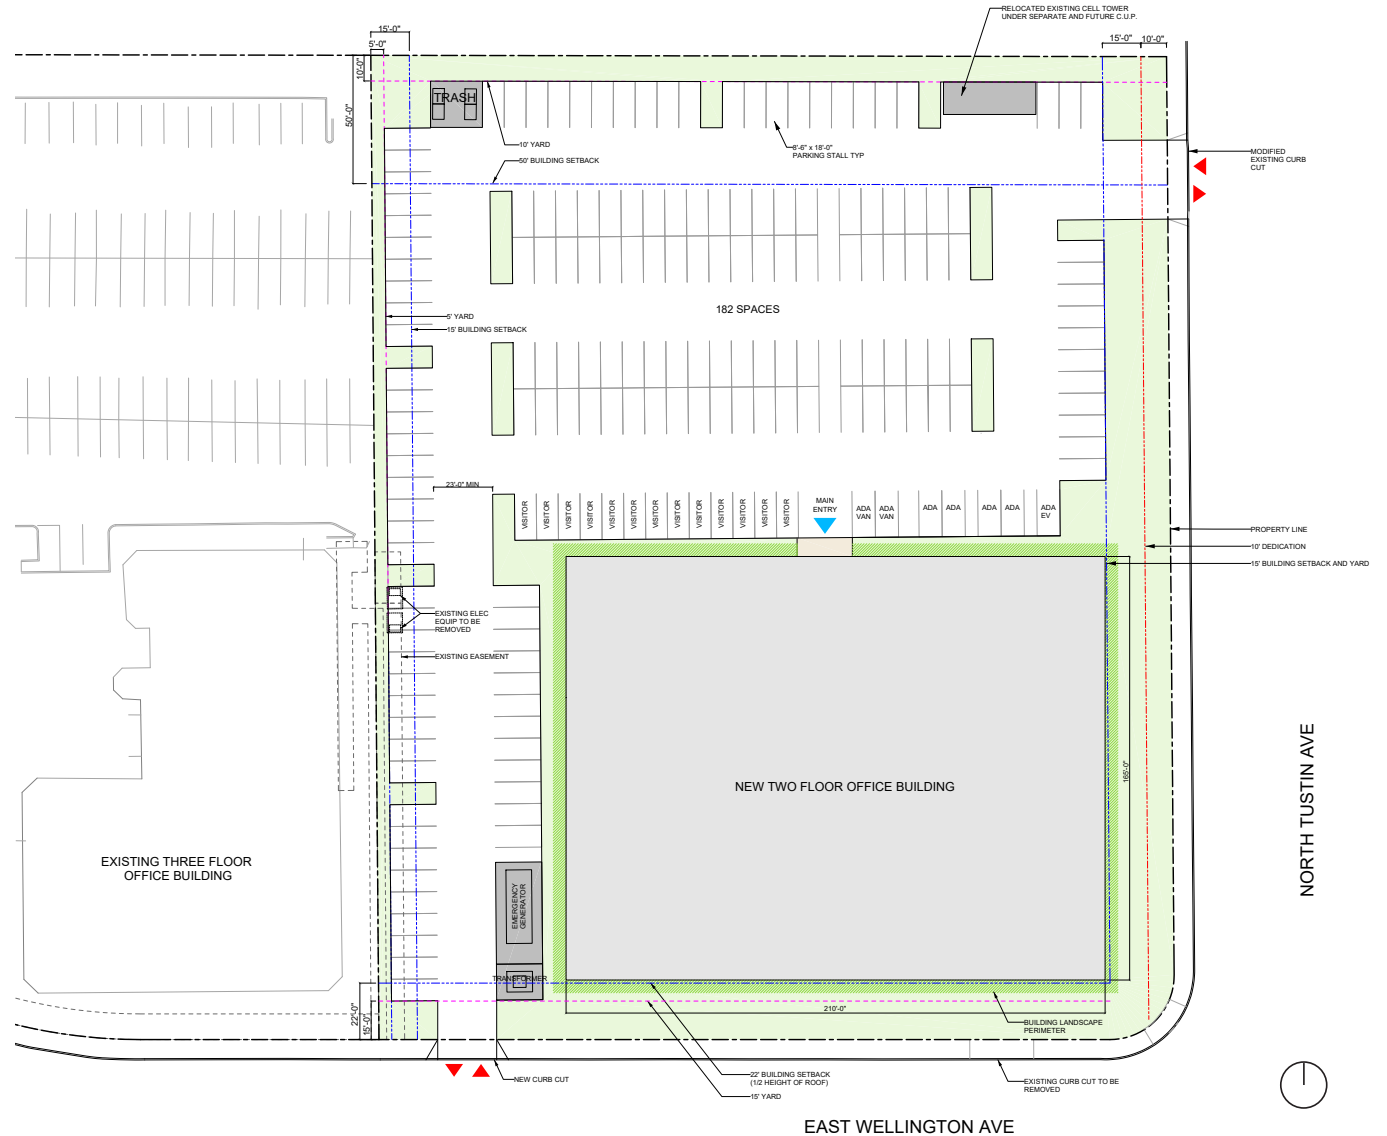 RELOCATED EXISTING CELL TOWER
UNDER SEPARATE AND FUTURE C.U.P.
15'-0"
5'-0"
15'-0"
10'-0"
10'-0"
50'-0"
TRASH
10' YARD
50' BUILDING SETBACK
8'-6" x 18'-0"
PARKING STALL TYP
MODIFIED
EXISTING CURB
CUT
182 SPACES
5' YARD
15' BUILDING SETBACK
23'-0" MIN
VISITOR
VISITOR
VISITOR
VISITOR
VISITOR
VISITOR
VISITOR
VISITOR
VISITOR
VISITOR
VISITOR
VISITOR
VISITOR
MAIN
ENTRY
ADA
VAN
ADA
VAN
ADA
ADA
ADA
ADA
ADA
EV
PROPERTY LINE
10' DEDICATION
15' BUILDING SETBACK AND YARD
EXISTING ELEC
EQUIP TO BE
REMOVED
EXISTING EASEMENT
165'-0"
NEW TWO FLOOR OFFICE BUILDING
NORTH TUSTIN AVE
EXISTING THREE FLOOR
OFFICE BUILDING
EMERGENCY
GENERATOR
TRANSFORMER
22'-0"
15'-0"
210'-0"
BUILDING LANDSCAPE
PERIMETER
NEW CURB CUT
22' BUILDING SETBACK
(1/2 HEIGHT OF ROOF)
15' YARD
EXISTING CURB CUT TO BE
REMOVED
EAST WELLINGTON AVE